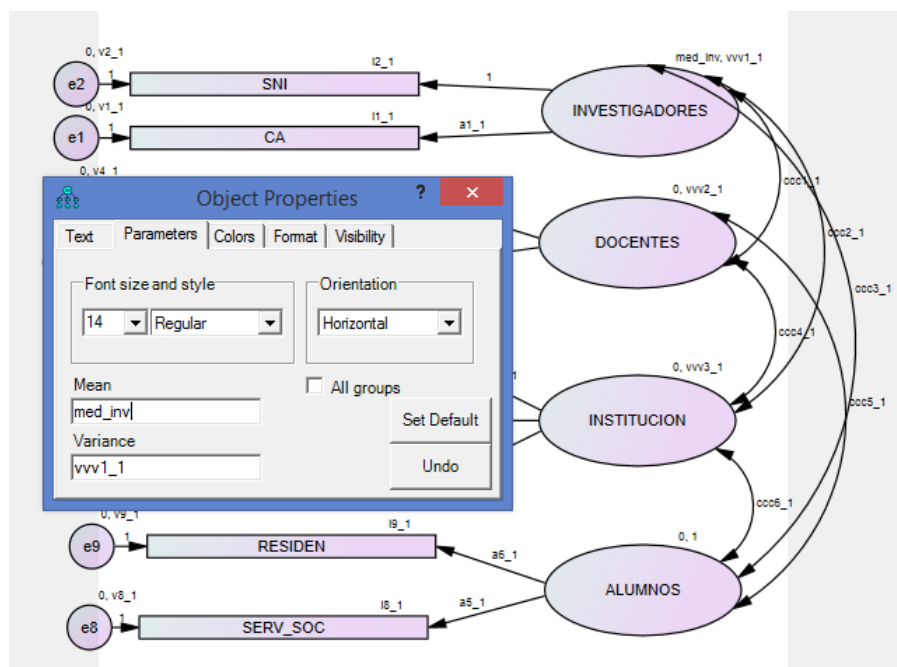 0, v2_1
l2_1
med_inv, vvv1_1
e2
1
SNI
1
INVESTIGADORES
0, v1_1
l1_1
e1
1
CA
a1_1
0, v4_1
ccc1_1
Object Properties
?
×
Text
Parameters
Colors
Format
Visibility
0, vvv2_1
DOCENTES
ccc2_1
Font size and style
Orientation
ccc3_1
14
Regular
Horizontal
ccc4_1
Mean
All groups
0, vvv3_1
med_inv
Set Default
INSTITUCION
ccc5_1
Variance
vvv1_1
Undo
ccc6_1
0, v9_1
l9_1
e9
1
RESIDEN
a6_1
0, 1
ALUMNOS
0, v8_1
l8_1
a5_1
e8
1
SERV_SOC